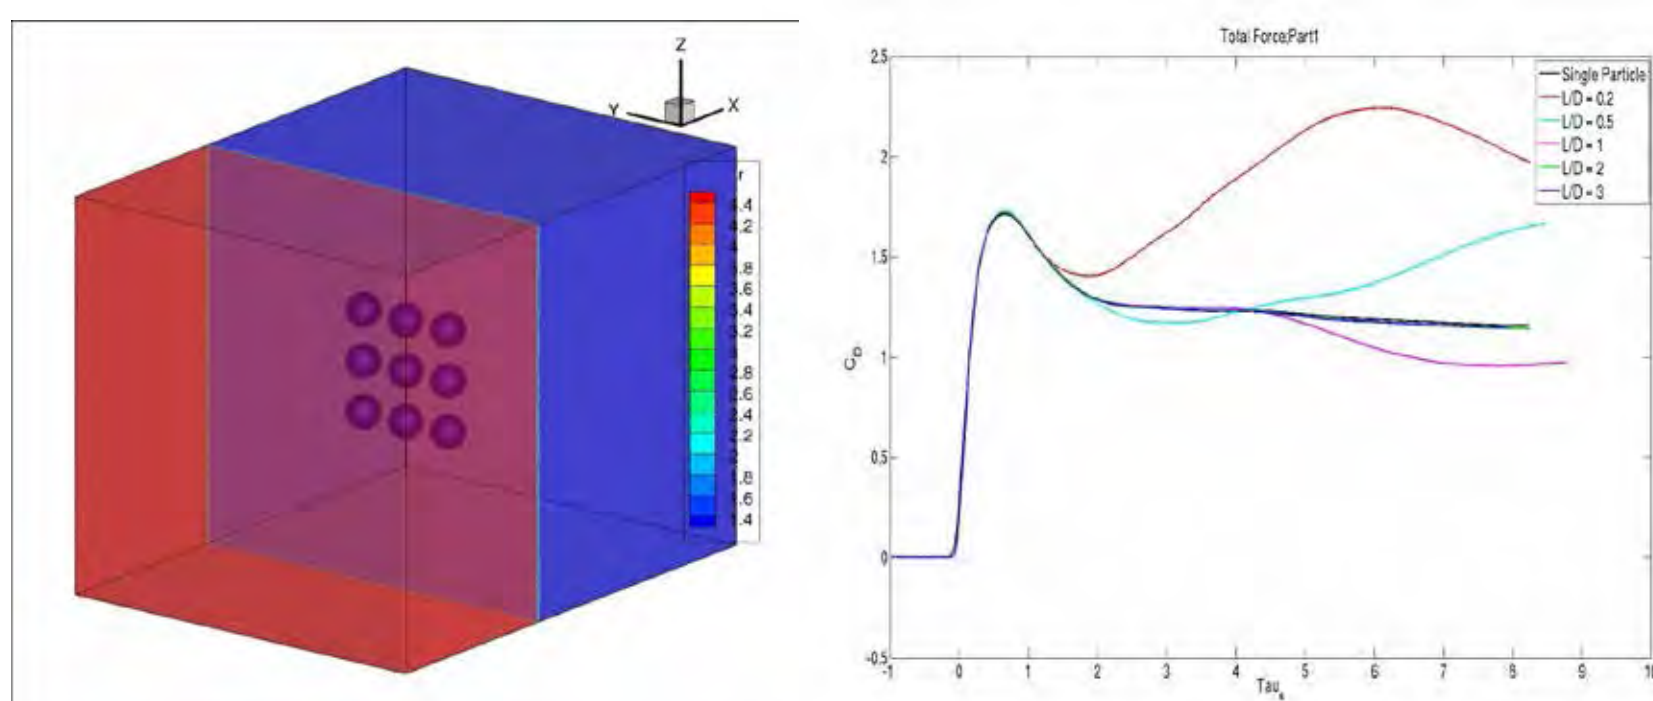 Z
Y
X
r
4.4
4.2
4
3.8
3.6
3.4
3.2
3
2.8
2.6
2.4
2.2
2
1.8
1.6
1.4
Total Force;Part1
2.5
2
1.5
1
0.5
0
-0.5
C_D
-1
0
1
2
3
4
5
6
7
8
9
10
Tau_s
Single Particle
L/D = 0.2
L/D = 0.5
L/D = 1
L/D = 2
L/D = 3